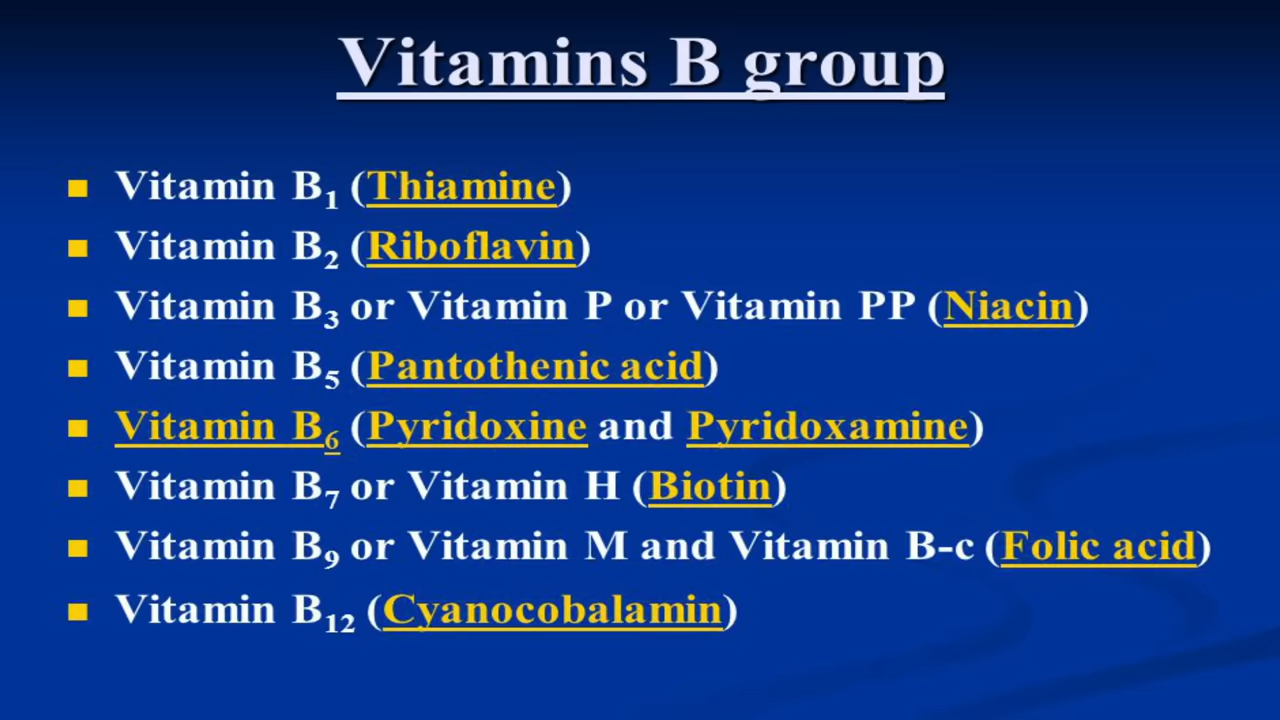 Vitamins B group
Vitamin B₁ (Thiamine)
Vitamin B₂ (Riboflavin)
Vitamin B₃ or Vitamin P or Vitamin PP (Niacin)
Vitamin B₅ (Pantothenic acid)
Vitamin B₆ (Pyridoxine and Pyridoxamine)
Vitamin B₇ or Vitamin H (Biotin)
Vitamin B₉ or Vitamin M and Vitamin B-c (Folic acid)
Vitamin B₁₂ (Cyanocobalamin)